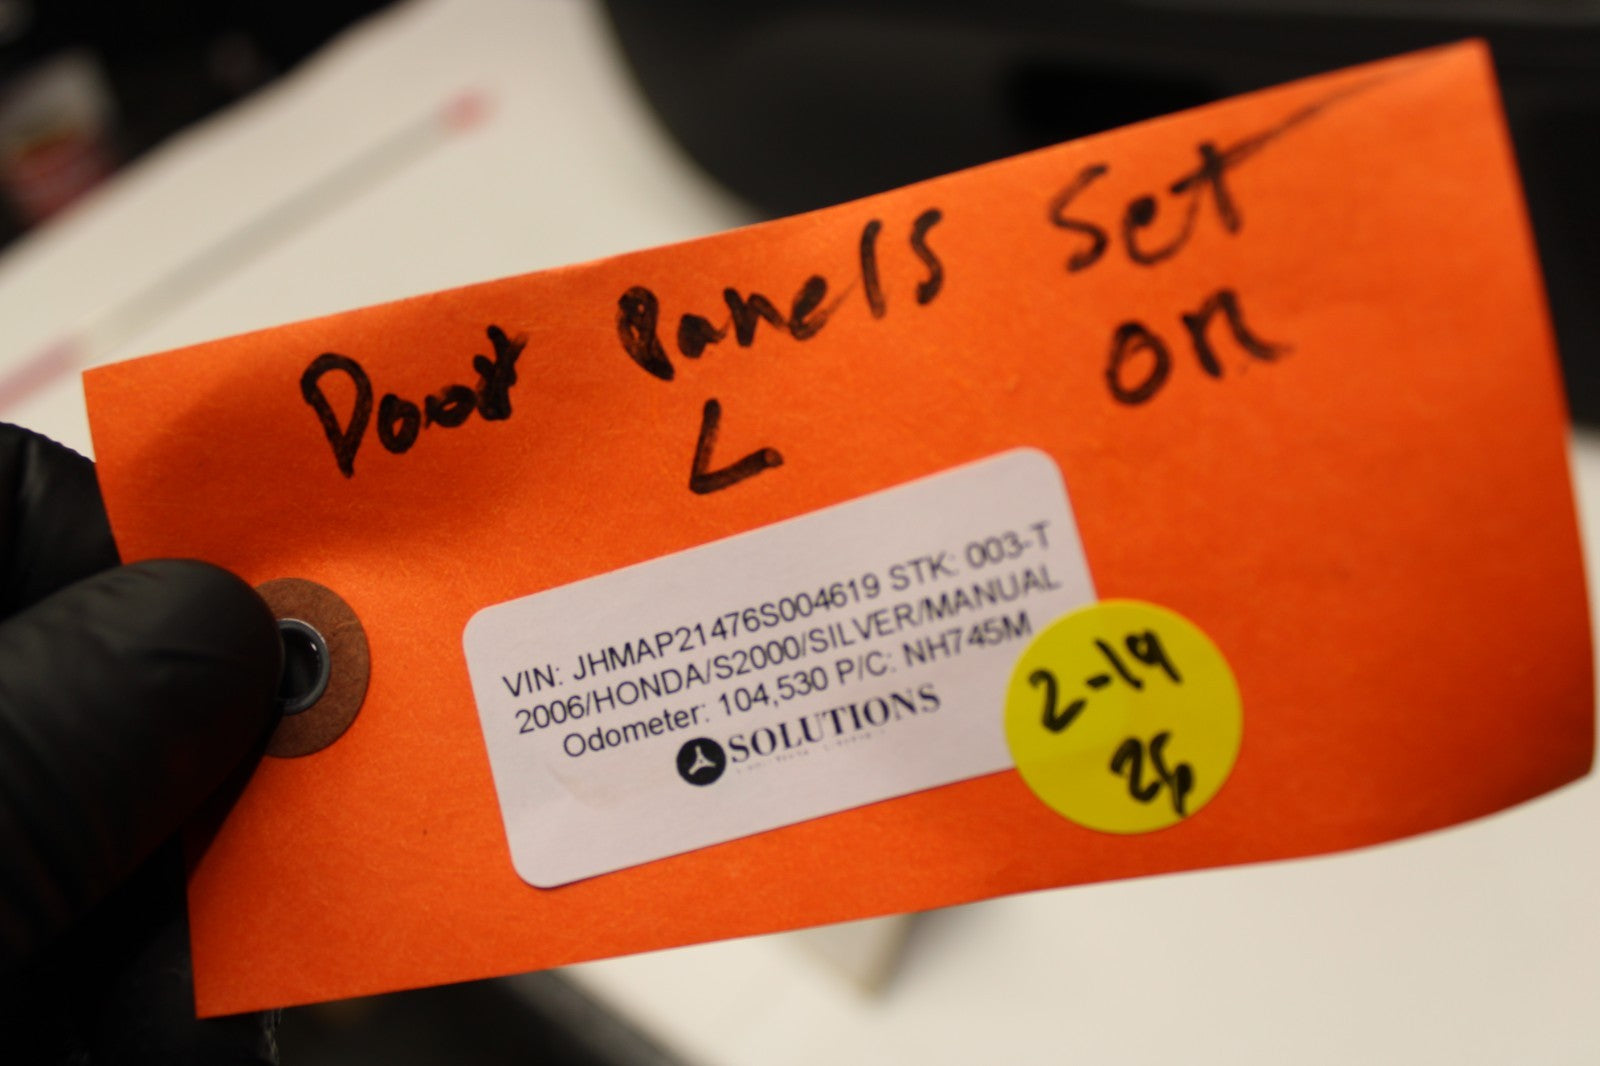 Door Panels Set
L
on
VIN: JHMAP21476S004619 STK: 003-T
2006/HONDA/S2000/SILVER/MANUAL
Odometer: 104,530 P/C: NH745M
SOLUTIONS
2-19
26